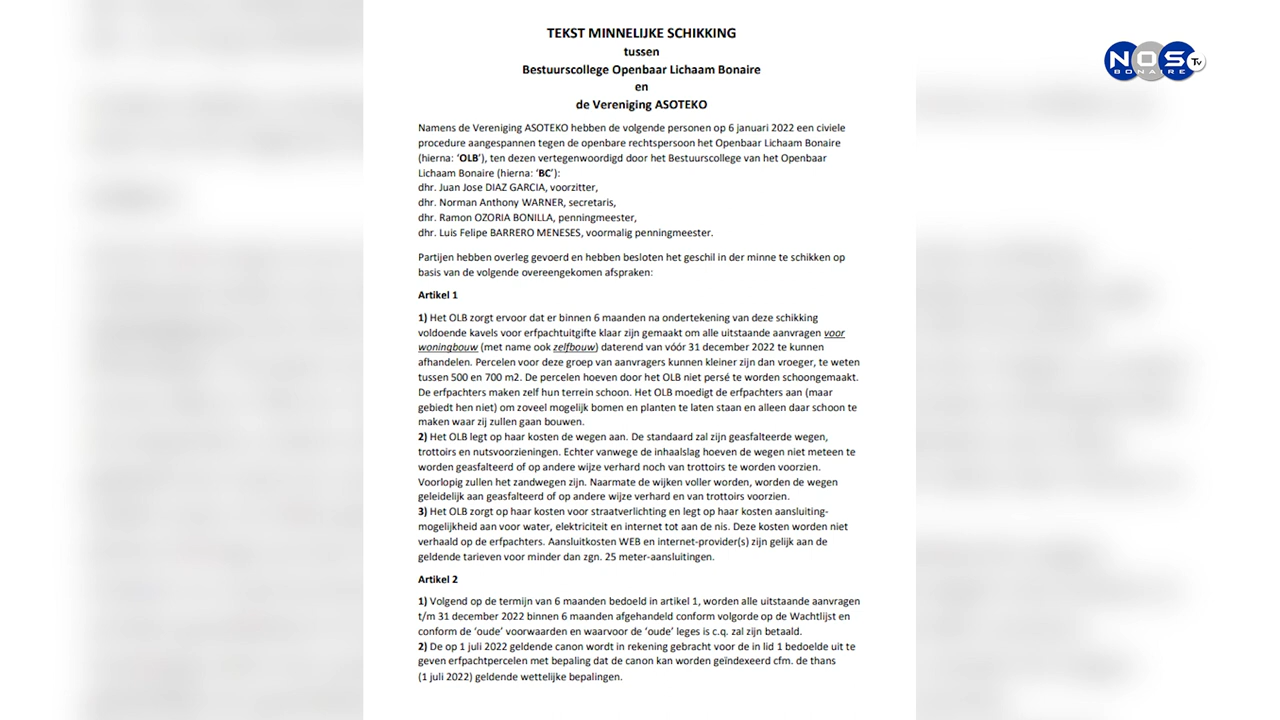 TEKST MINNELIJKE SCHIKKING
tussen
Bestuurscollege Openbaar Lichaam Bonaire
en
de Vereniging ASOTEKO
Namens de Vereniging ASOTEKO hebben de volgende personen op 6 januari 2022 een civiele
procedure aangespannen tegen de openbare rechtspersoon het Openbaar Lichaam Bonaire
(hierna: ‘OLB’), ten dezen vertegenwoordigd door het Bestuurscollege van het Openbaar
Lichaam Bonaire (hierna: ‘BC’):
dhr. Juan Jose DIAZ GARCIA, voorzitter,
dhr. Norman Anthony WARNER, secretaris,
dhr. Ramon OZORIA BONILLA, penningmeester,
dhr. Luis Felipe BARRERO MENESES, voormalig penningmeester.
Partijen hebben overleg gevoerd en hebben besloten het geschil in der minne te schikken op
basis van de volgende overeengekomen afspraken:
Artikel 1
1) Het OLB zorgt ervoor dat er binnen 6 maanden na ondertekening van deze schikking
voldoende kavels voor erfpachtuitgifte klaar zijn gemaakt om alle uitstaande aanvragen voor
woningbouw (met name ook zelfbouw) daterend van vóór 31 december 2022 te kunnen
afhandelen. Percelen voor deze groep van aanvragers kunnen kleiner zijn dan vroeger, te weten
tussen 500 en 700 m2. De percelen hoeven door het OLB niet persé te worden schoongemaakt.
De erfpachters maken zelf hun terrein schoon. Het OLB moedigt de erfpachters aan (maar
gebiedt hen niet) om zoveel mogelijk bomen en planten te laten staan en alleen daar schoon te
maken waar zij zullen gaan bouwen.
2) Het OLB legt op haar kosten de wegen aan. De standaard zal zijn geasfalteerde wegen,
trottoirs en nutsvoorzieningen. Echter vanwege de inhaalslag hoeven de wegen niet meteen te
worden geasfalteerd of op andere wijze verhard noch van trottoirs te worden voorzien.
Voorlopig zullen het zandwegen zijn. Naarmate de wijken voller worden, worden de wegen
geleidelijk aan geasfalteerd of op andere wijze verhard en van trottoirs voorzien.
3) Het OLB zorgt op haar kosten voor straatverlichting en legt op haar kosten aansluiting-
mogelijkheid aan voor water, elektriciteit en internet tot aan de nis. Deze kosten worden niet
verhaald op de erfpachters. Aansluitkosten WEB en internet-provider(s) zijn gelijk aan de
geldende tarieven voor minder dan zgn. 25 meter-aansluitingen.
Artikel 2
1) Volgend op de termijn van 6 maanden bedoeld in artikel 1, worden alle uitstaande aanvragen
t/m 31 december 2022 binnen 6 maanden afgehandeld conform volgorde op de Wachtlijst en
conform de ‘oude’ voorwaarden en waarvoor de ‘oude’ leges is c.q. zal zijn betaald.
2) De op 1 juli 2022 geldende canon wordt in rekening gebracht voor de in lid 1 bedoelde uit te
geven erfpachtpercelen met bepaling dat de canon kan worden geïndexeerd cfm. de thans
(1 juli 2022) geldende wettelijke bepalingen.
NOS Tv
BONAIRE